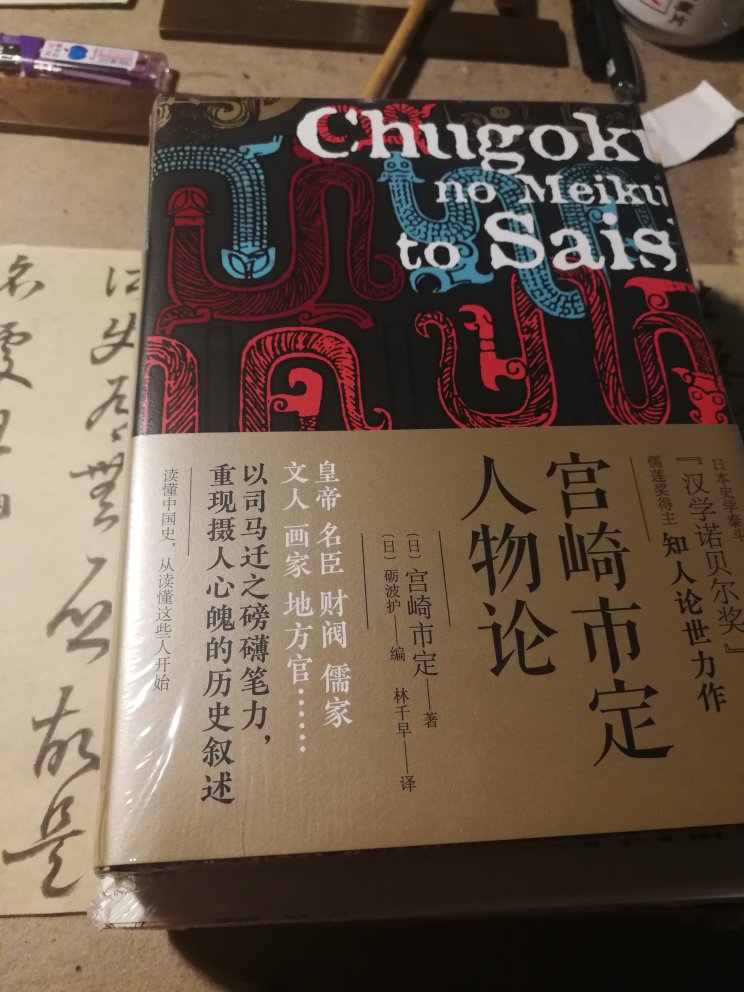 Chugoku
no Meiku
to Sais
日本史学泰斗
『汉学诺贝尔奖』
儒莲奖得主 知人论世力作
宫崎市定
人物论
(日)宫崎市定——著
(日)砺波护——编 林千早——译
皇帝 名臣 财阀 儒家
文人 画家 地方官……
以司马迁之磅礴笔力，
重现摄人心魄的历史叙述
读懂中国史，从读懂这些人开始
故是